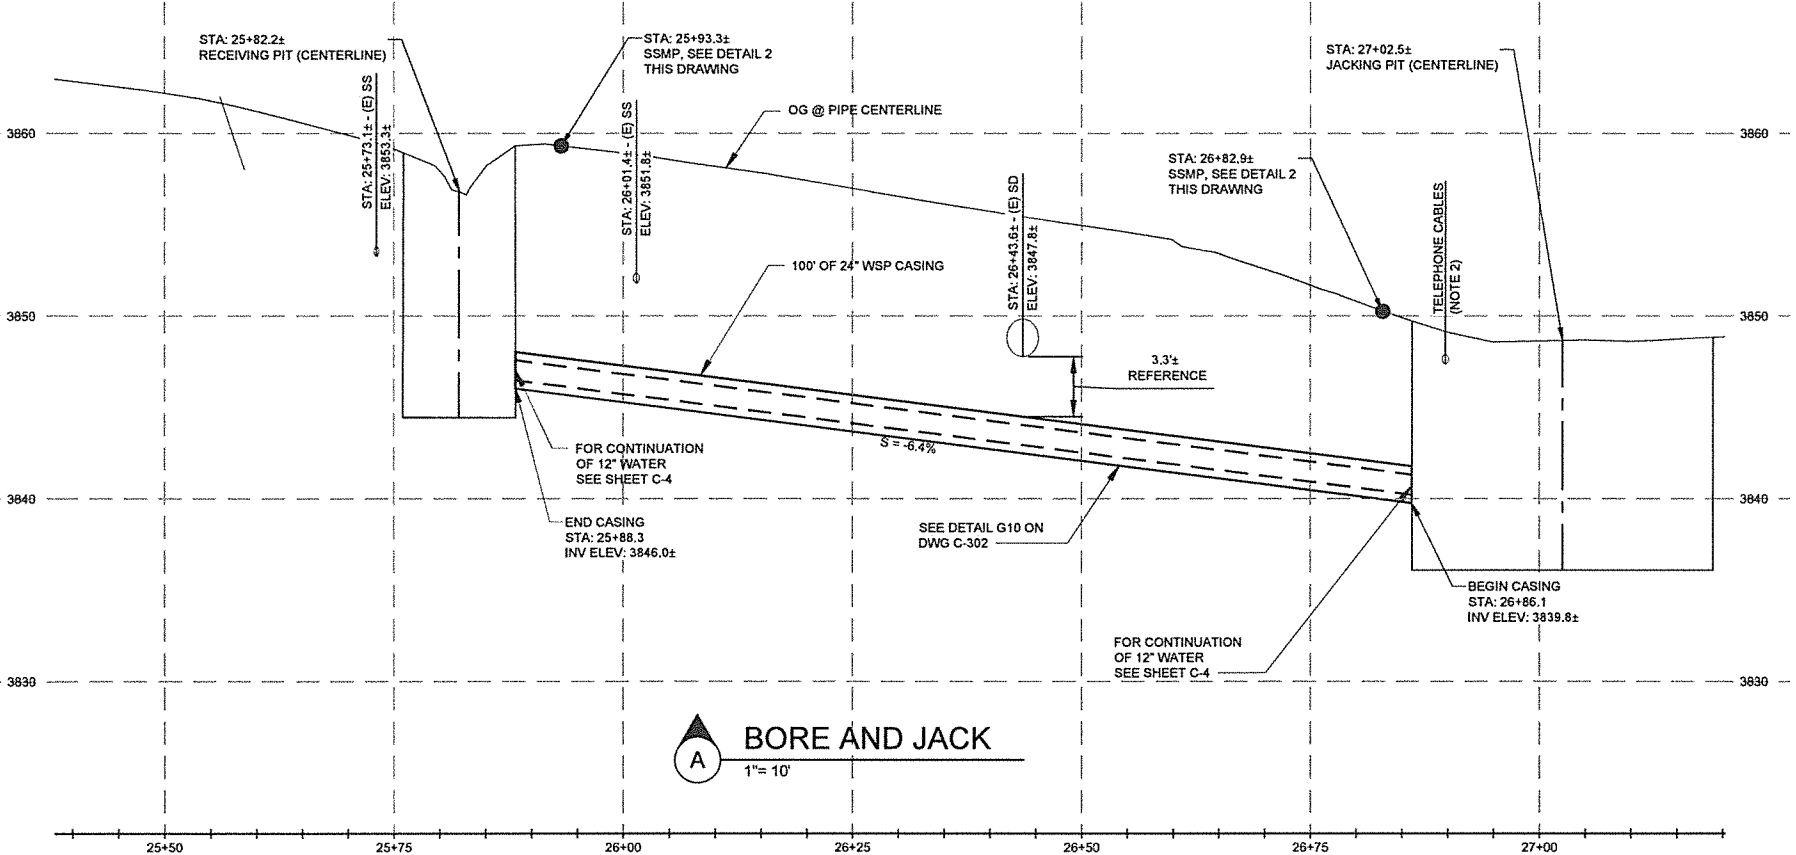 STA: 25+82.2±
RECEIVING PIT (CENTERLINE)
STA: 25+93.3±
SSMP, SEE DETAIL 2
THIS DRAWING
STA: 27+02.5±
JACKING PIT (CENTERLINE)
STA: 25+73.1± - (E) SS
ELEV: 3853.3±
STA: 26+01.4± - (E) SS
ELEV: 3851.8±
OG @ PIPE CENTERLINE
3860
3860
STA: 26+82.9±
SSMP, SEE DETAIL 2
THIS DRAWING
STA: 26+43.6± - (E) SD
ELEV: 3847.8±
TELEPHONE CABLES
(NOTE 2)
100' OF 24" WSP CASING
3850
3850
3.3'±
REFERENCE
S = -6.4%
FOR CONTINUATION
OF 12" WATER
SEE SHEET C-4
3840
3840
END CASING
STA: 25+88.3
INV ELEV: 3846.0±
SEE DETAIL G10 ON
DWG C-302
BEGIN CASING
STA: 26+86.1
INV ELEV: 3839.8±
FOR CONTINUATION
OF 12" WATER
SEE SHEET C-4
3830
3830
A
BORE AND JACK
1"= 10'
25+50
25+75
26+00
26+25
26+50
26+75
27+00